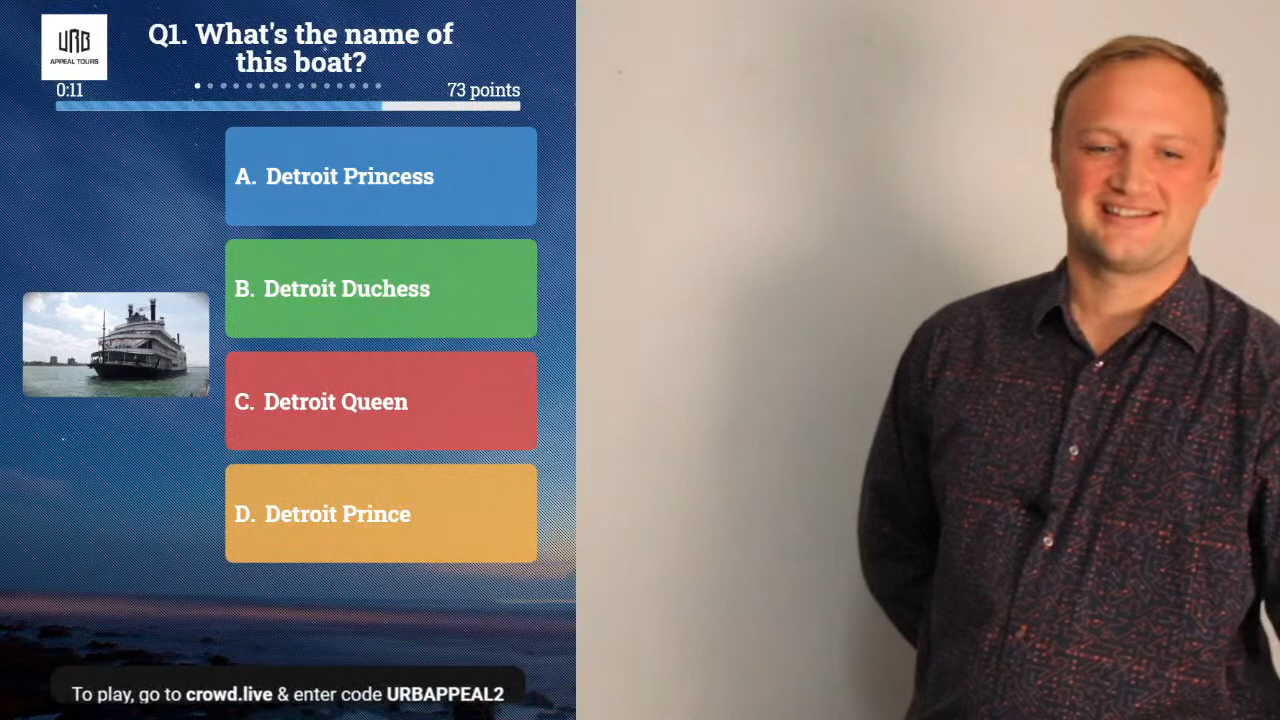 URB
APPEAL TOURS
Q1. What's the name of
this boat?
0:11
73 points
A. Detroit Princess
B. Detroit Duchess
C. Detroit Queen
D. Detroit Prince
To play, go to crowd.live & enter code URBAPPEAL2